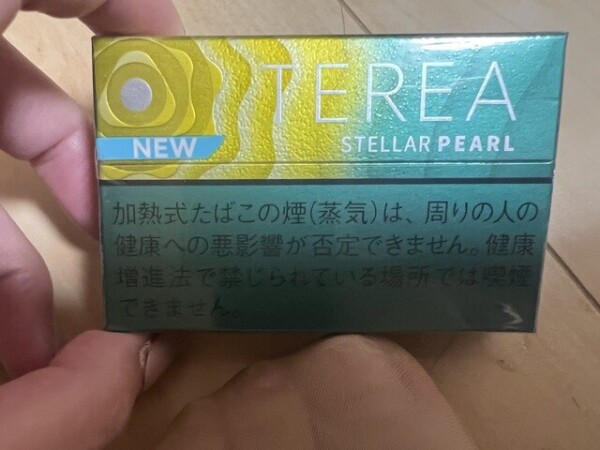 TEREA
STELLAR PEARL
NEW
加熱式たばこの煙(蒸気)は、周りの人の
健康への悪影響が否定できません。健康
増進法で禁じられている場所では喫煙
できません。